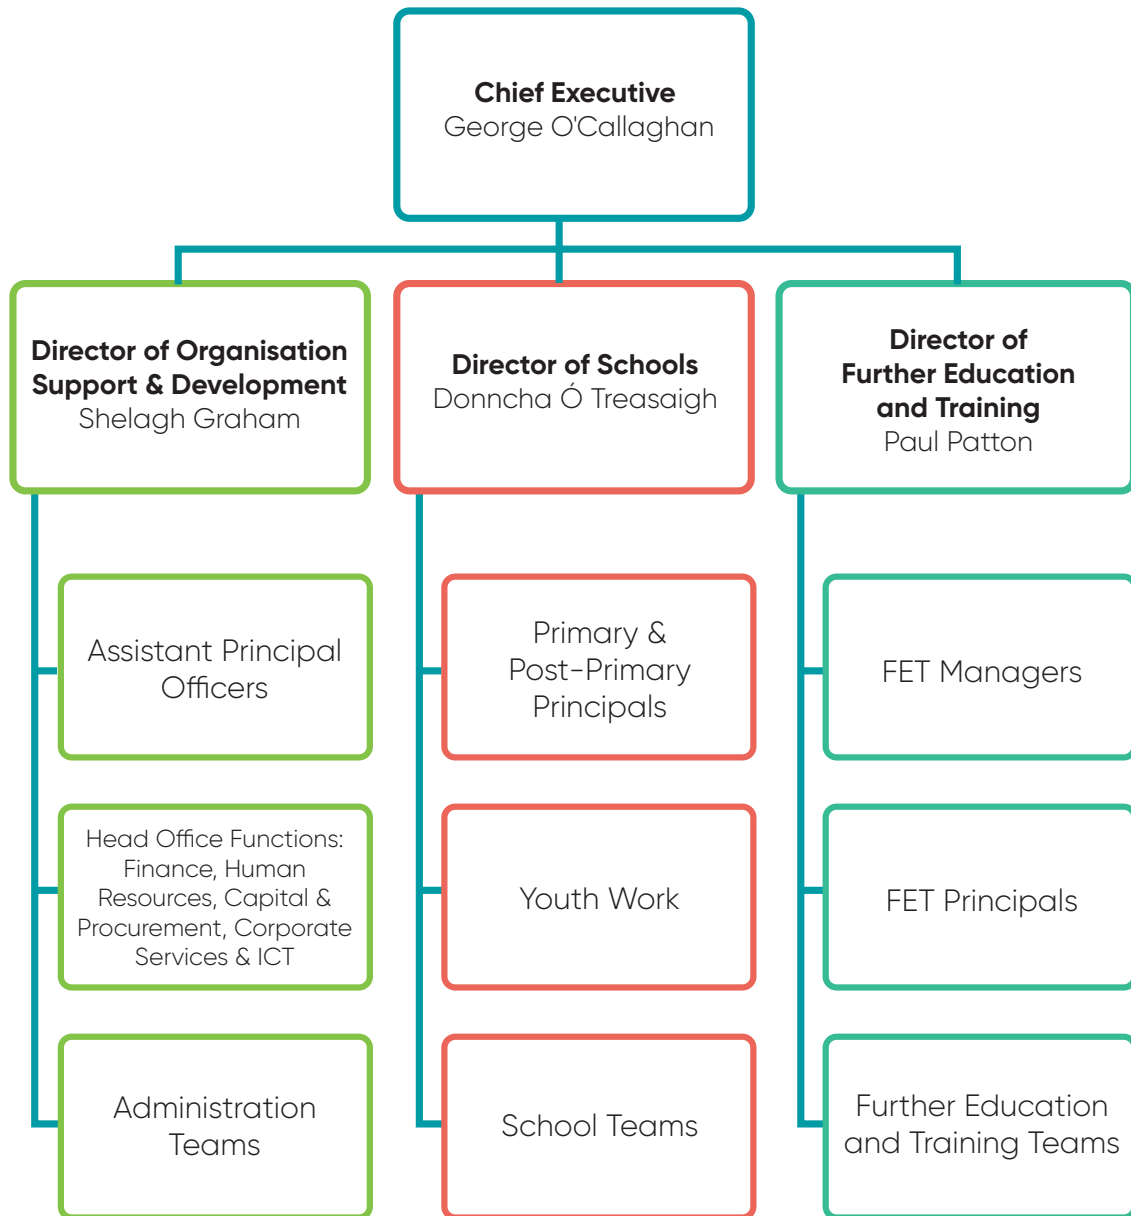 Chief Executive
George O'Callaghan
Director of Organisation
Support & Development
Shelagh Graham
Director of Schools
Donncha Ó Treasaigh
Director of
Further Education
and Training
Paul Patton
Assistant Principal
Officers
Primary &
Post-Primary
Principals
FET Managers
Head Office Functions:
Finance, Human
Resources, Capital &
Procurement, Corporate
Services & ICT
Youth Work
FET Principals
Administration
Teams
School Teams
Further Education
and Training Teams